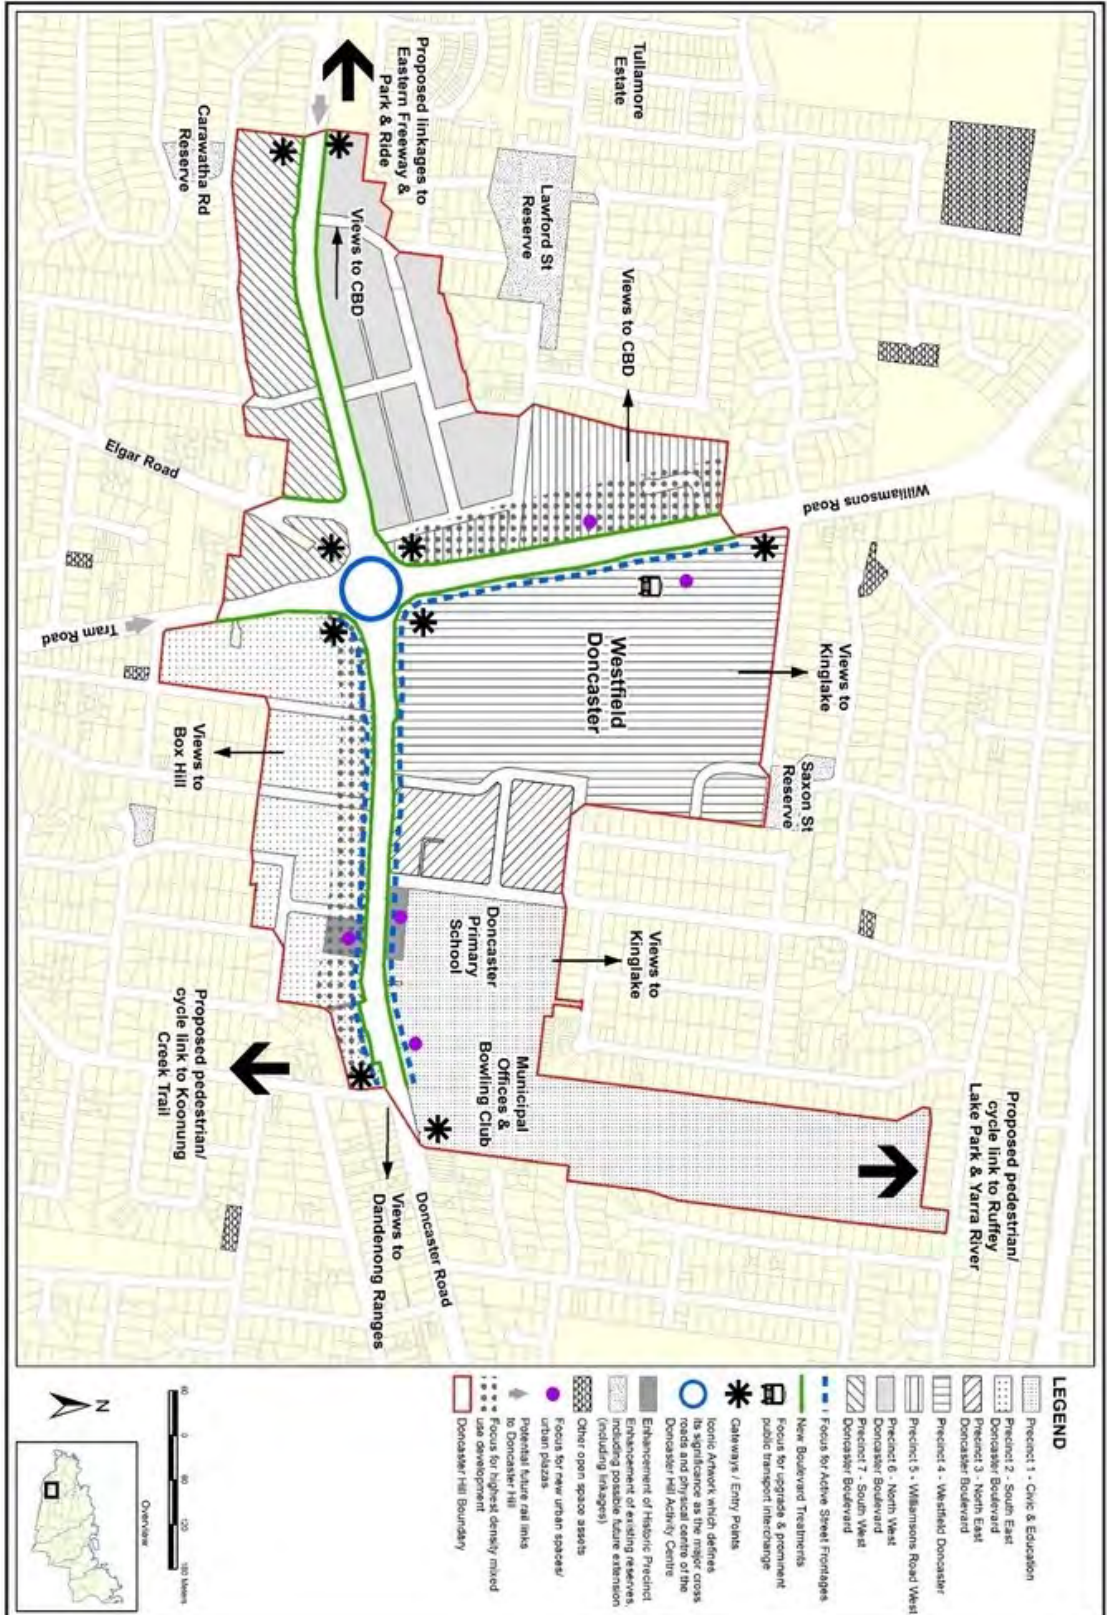 Tullamore
Estate
Proposed linkages to
Eastern Freeway &
Park & Ride
Carawatha Rd
Reserve
Lawford St
Reserve
Views to CBD
Views to CBD
Elgar Road
Williamsons Road
Tram Road
Westfield
Doncaster
Views to
Kinglake
Saxon St
Reserve
Views to
Box Hill
Doncaster
Primary
School
Views to
Kinglake
Municipal
Offices &
Bowling Club
Proposed pedestrian/
cycle link to Koonung
Creek Trail
Proposed pedestrian/
cycle link to Ruffey
Lake Park & Yarra River
Views to
Dandenong Ranges
Doncaster Road
LEGEND
Precinct 1 - Civic & Education
Precinct 2 - South East
Doncaster Boulevard
Precinct 3 - North East
Doncaster Boulevard
Precinct 4 - Westfield Doncaster
Precinct 5 - Williamsons Road West
Precinct 6 - North West
Doncaster Boulevard
Precinct 7 - South West
Doncaster Boulevard
Focus for Active Street Frontages
New Boulevard Treatments
Focus for upgrade & prominent
public transport interchange
Gateways / Entry Points
Iconic Artwork which defines
its significance as the major cross
roads and physical centre of the
Doncaster Hill Activity Centre
Enhancement of Historic Precinct
Enhancement of existing reserves,
including possible future extension
(including linkages)
Other open space assets
Focus for new urban spaces/
urban plazas
Potential future rail links
to Doncaster Hill
Focus for highest density mixed
use development
Doncaster Hill Boundary
60 0 60 120 180 Meters
N
Overview